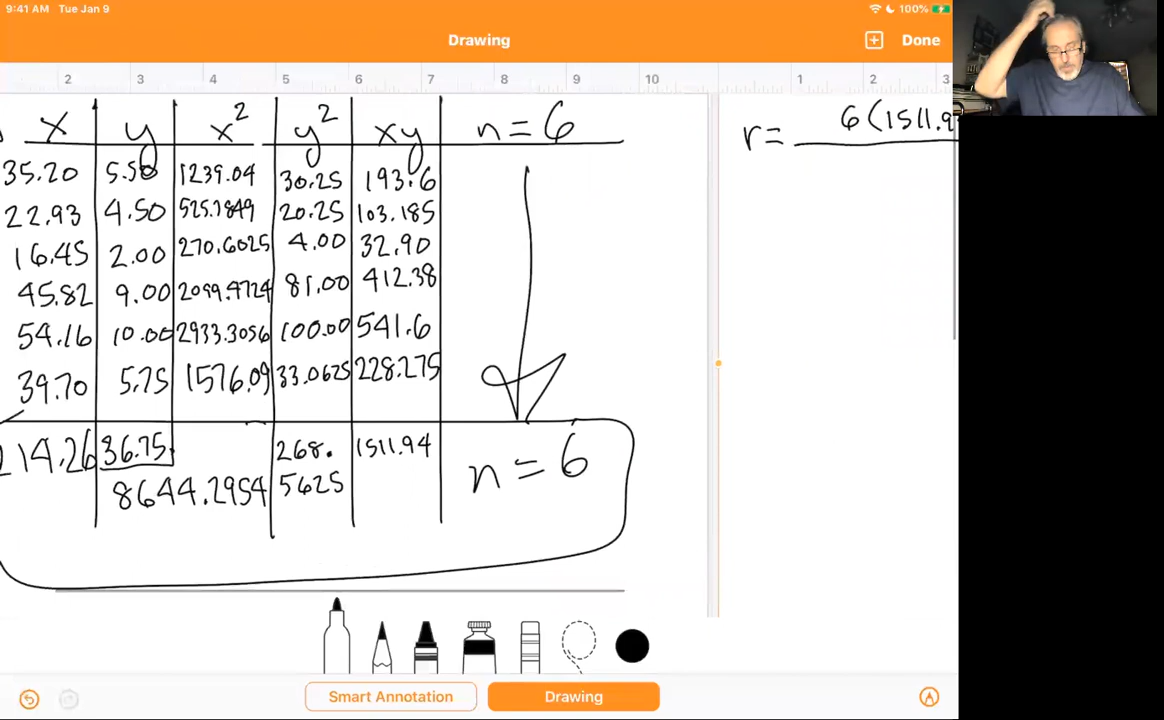 9:41 AM Tue Jan 9 100%
Drawing Done
2 3 4 5 6 7 8 9 10 1 2 3
x y x² y² xy n = 6
35.20 5.50 1239.04 30.25 193.6
22.93 4.50 525.7849 20.25 103.185
16.45 2.00 270.6025 4.00 32.90
45.82 9.00 2099.4724 81.00 412.38
54.16 10.00 2933.3056 100.00 541.6
39.70 5.75 1576.09 33.0625 228.275
214.26 36.75 268. 1511.94 n = 6
8644.2954 5625
r = 6(1511.9
Smart Annotation Drawing